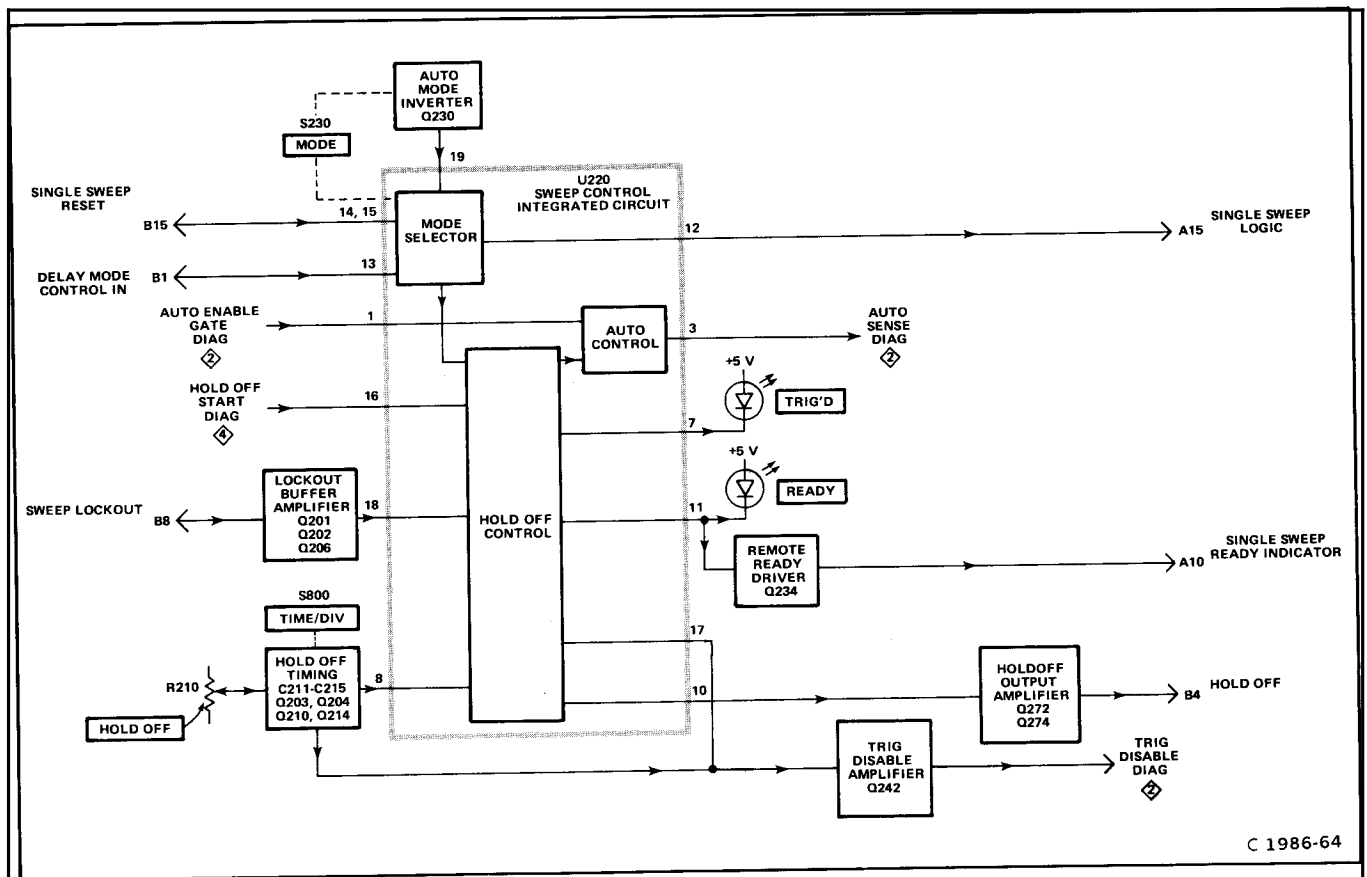 AUTO
MODE
INVERTER
Q230
S230
MODE
19
U220
SWEEP CONTROL
INTEGRATED CIRCUIT
SINGLE SWEEP
RESET
B15
14, 15
MODE
SELECTOR
12
A15
SINGLE SWEEP
LOGIC
DELAY MODE
CONTROL IN
B1
13
AUTO ENABLE
GATE
DIAG
2
1
AUTO
CONTROL
3
AUTO
SENSE
DIAG
2
HOLD OFF
START
DIAG
4
16
+5 V
TRIG'D
7
+5 V
READY
SWEEP LOCKOUT
B8
LOCKOUT
BUFFER
AMPLIFIER
Q201
Q202
Q206
18
HOLD OFF
CONTROL
11
REMOTE
READY
DRIVER
Q234
A10
SINGLE SWEEP
READY INDICATOR
S800
TIME/DIV
R210
HOLD OFF
HOLD OFF
TIMING
C211-C215
Q203, Q204
Q210, Q214
8
17
10
HOLDOFF
OUTPUT
AMPLIFIER
Q272
Q274
B4
HOLD OFF
TRIG
DISABLE
AMPLIFIER
Q242
TRIG
DISABLE
DIAG
2
C 1986-64